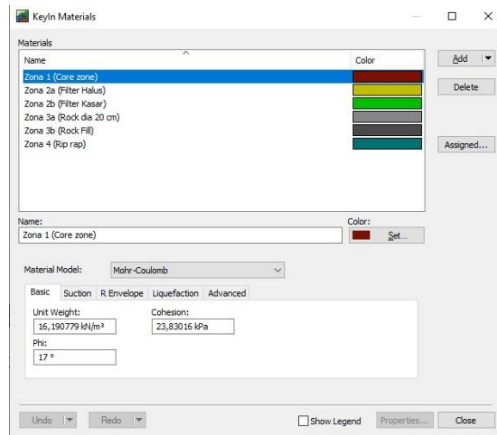 KeyIn Materials
Materials
Name Color
Zona 1 (Core zone)
Zona 2a (Filter Halus)
Zona 2b (Filter Kasar)
Zona 3a (Rock dia 20 cm)
Zona 3b (Rock Fill)
Zona 4 (Rip rap)
Add
Delete
Assigned...
Name: Color:
Zona 1 (Core zone) Set...
Material Model: Mohr-Coulomb
Basic Suction R Envelope Liquefaction Advanced
Unit Weight: Cohesion:
16,190779 kN/m³ 23,83016 kPa
Phi:
17 °
Undo Redo Show Legend Properties... Close